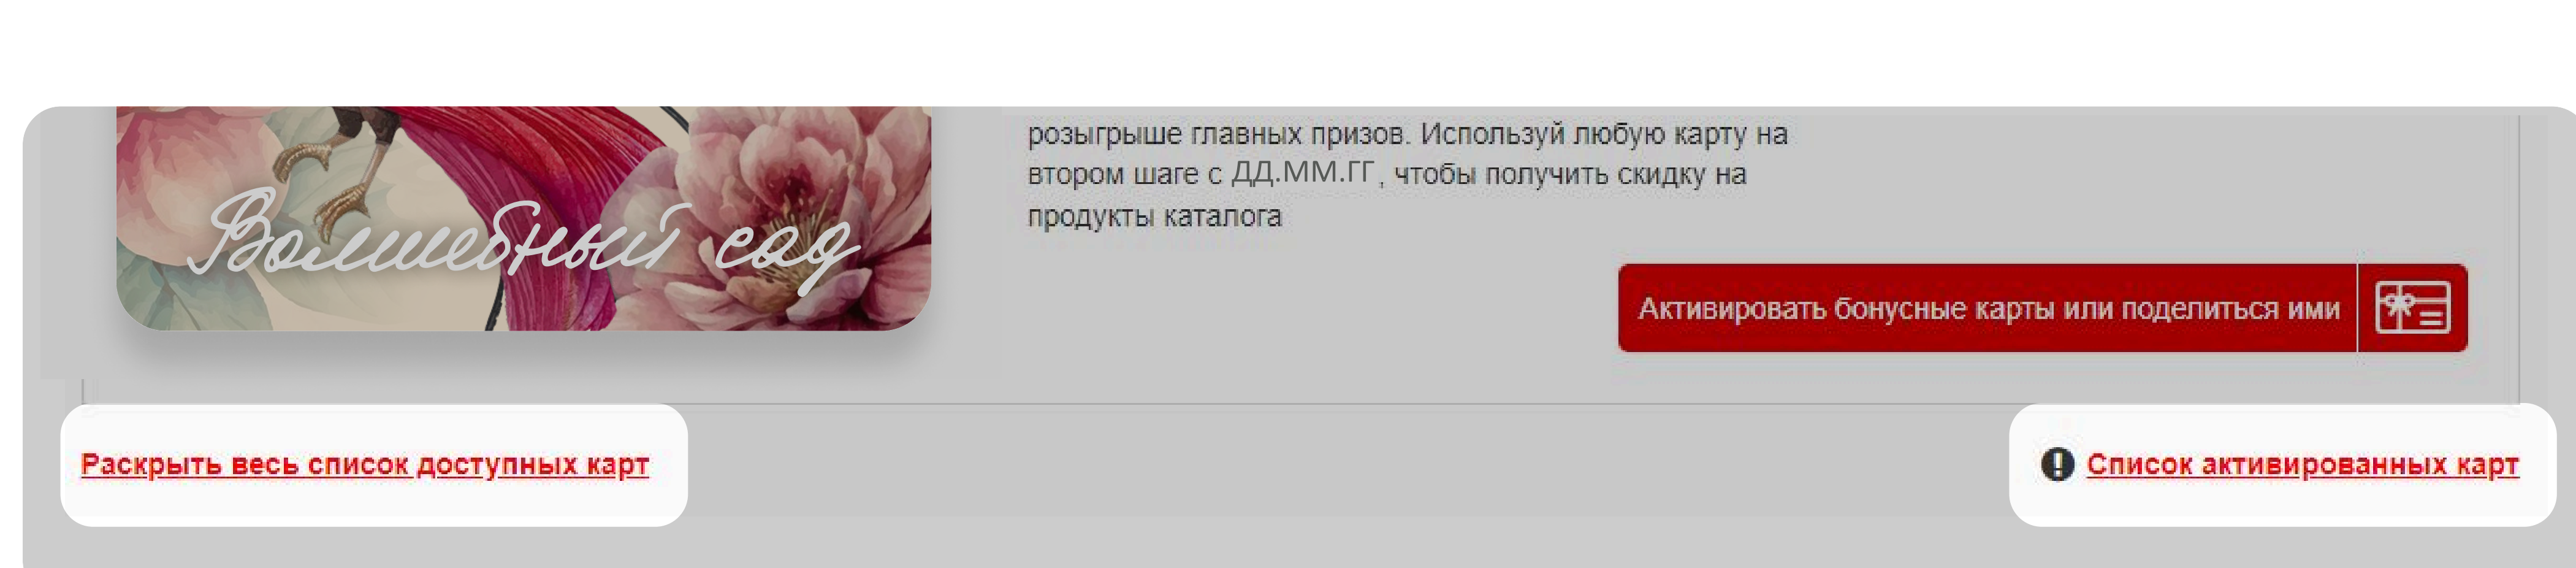 розыгрыше главных призов. Используй любую карту на
втором шаге с ДД.ММ.ГГ, чтобы получить скидку на
продукты каталога
Волшебный сад
Активировать бонусные карты или поделиться ими
Раскрыть весь список доступных карт
Список активированных карт